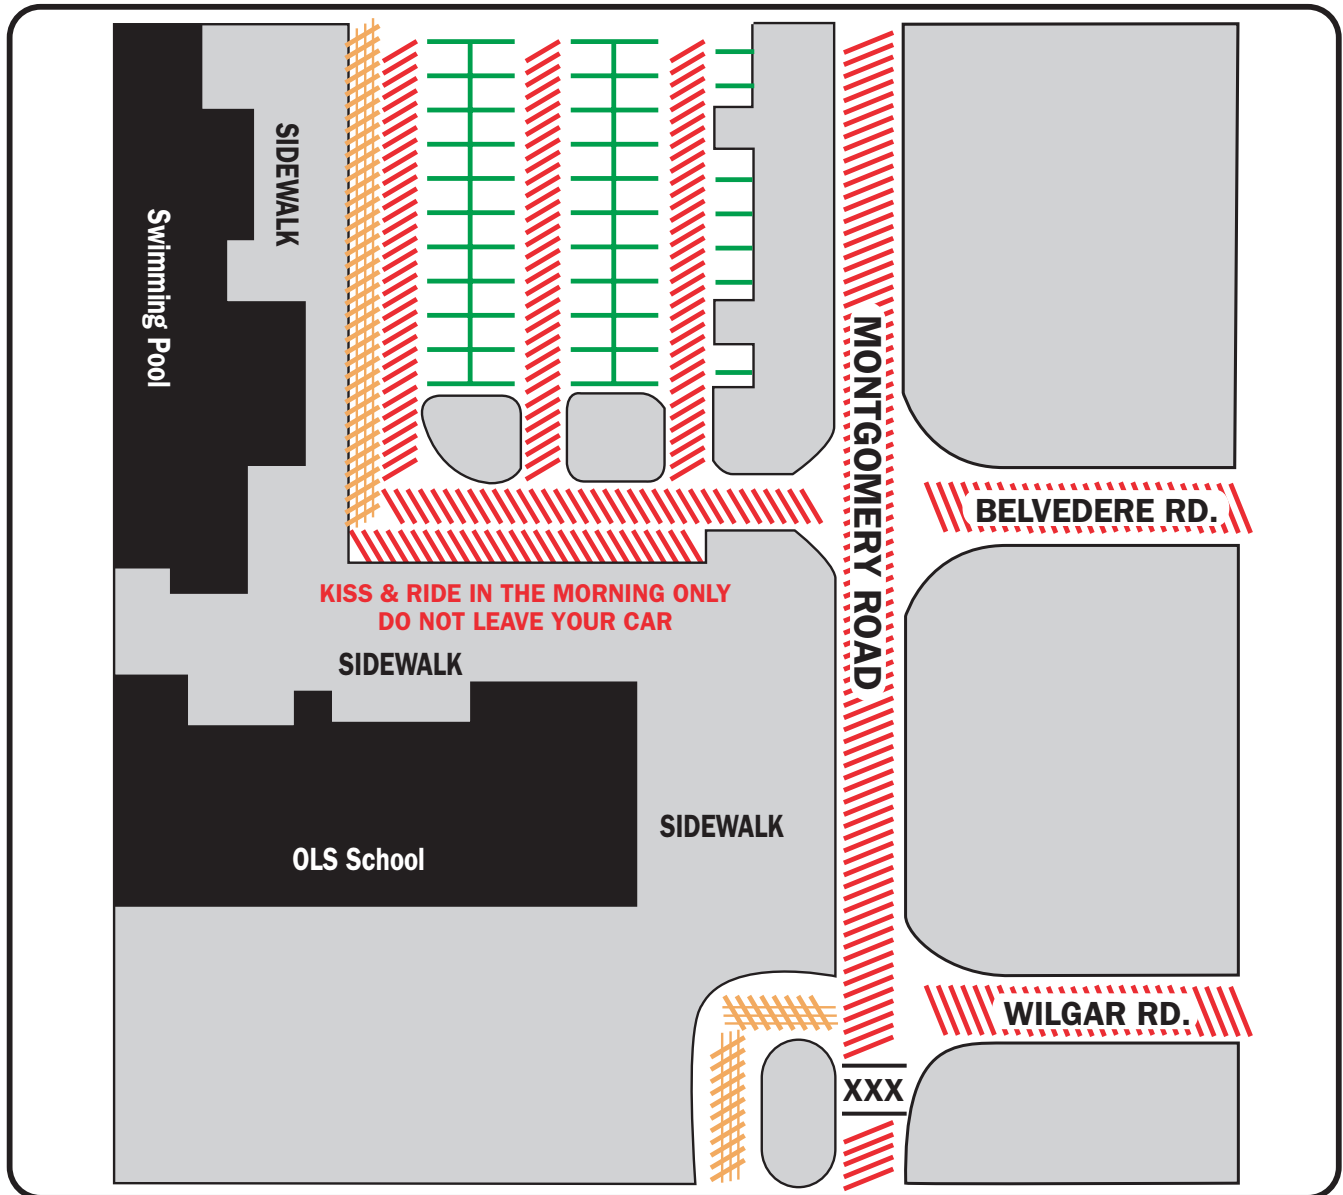 SIDEWALK
Swimming Pool
MONTGOMERY ROAD
BELVEDERE RD.
KISS & RIDE IN THE MORNING ONLY
DO NOT LEAVE YOUR CAR
SIDEWALK
SIDEWALK
OLS School
WILGAR RD.
XXX